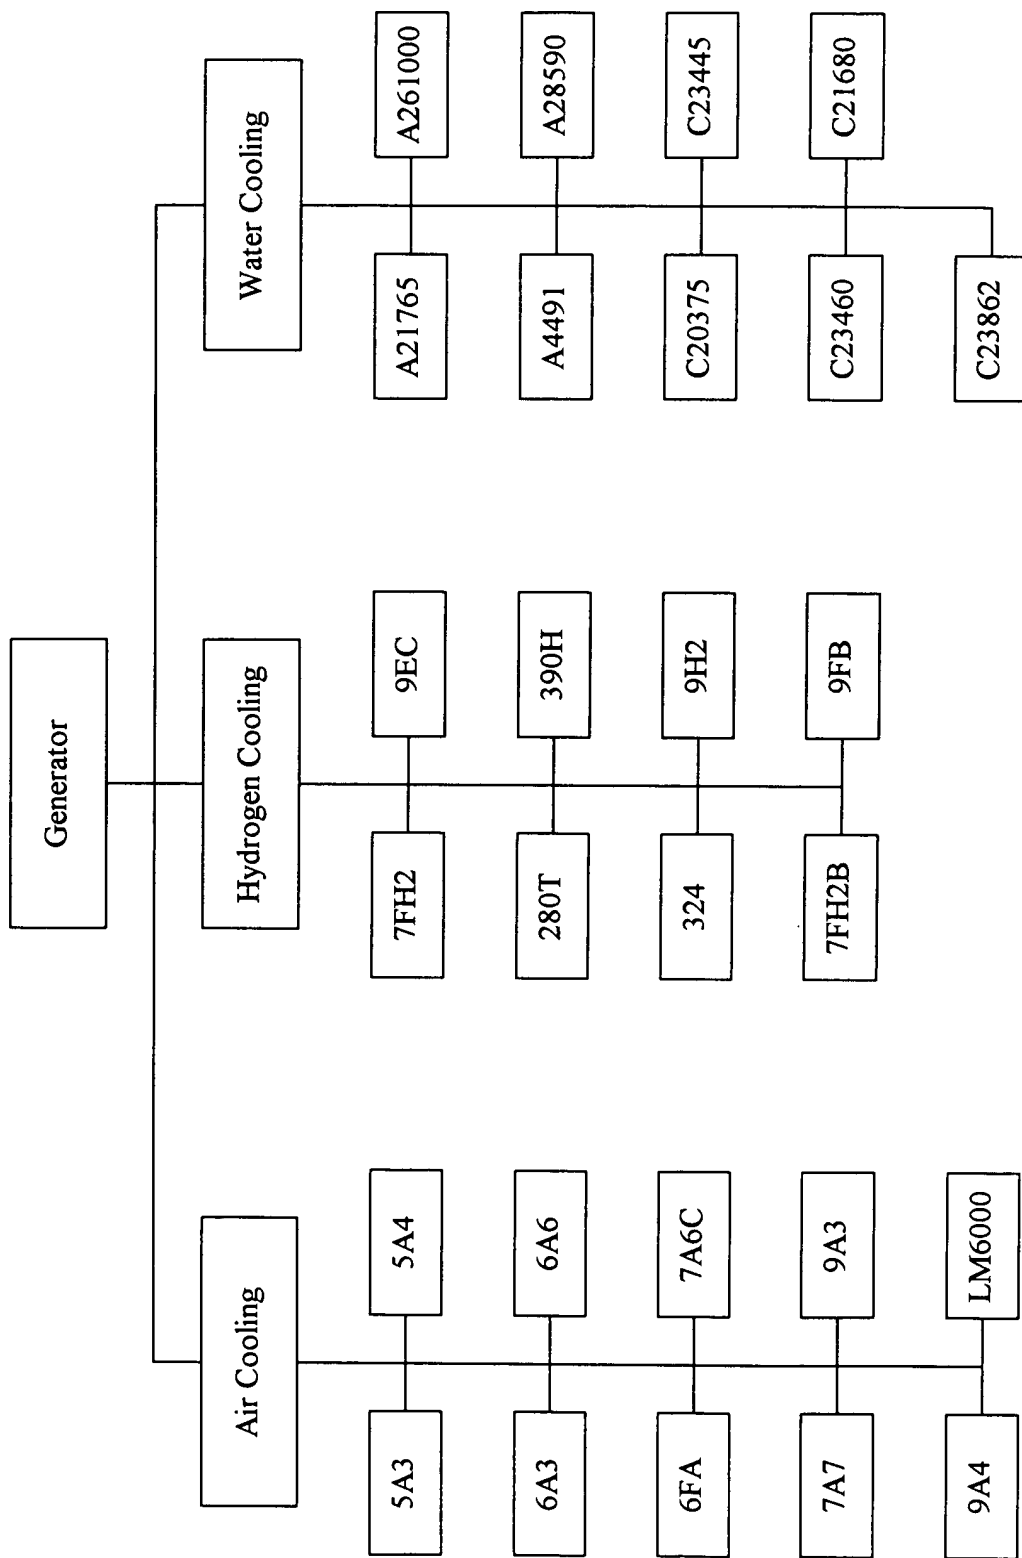 Generator
Air Cooling
Hydrogen Cooling
Water Cooling
5A3
5A4
6A3
6A6
6FA
7A6C
7A7
9A3
9A4
LM6000
7FH2
9EC
280T
390H
324
9H2
7FH2B
9FB
A21765
A261000
A4491
A28590
C20375
C23445
C23460
C21680
C23862